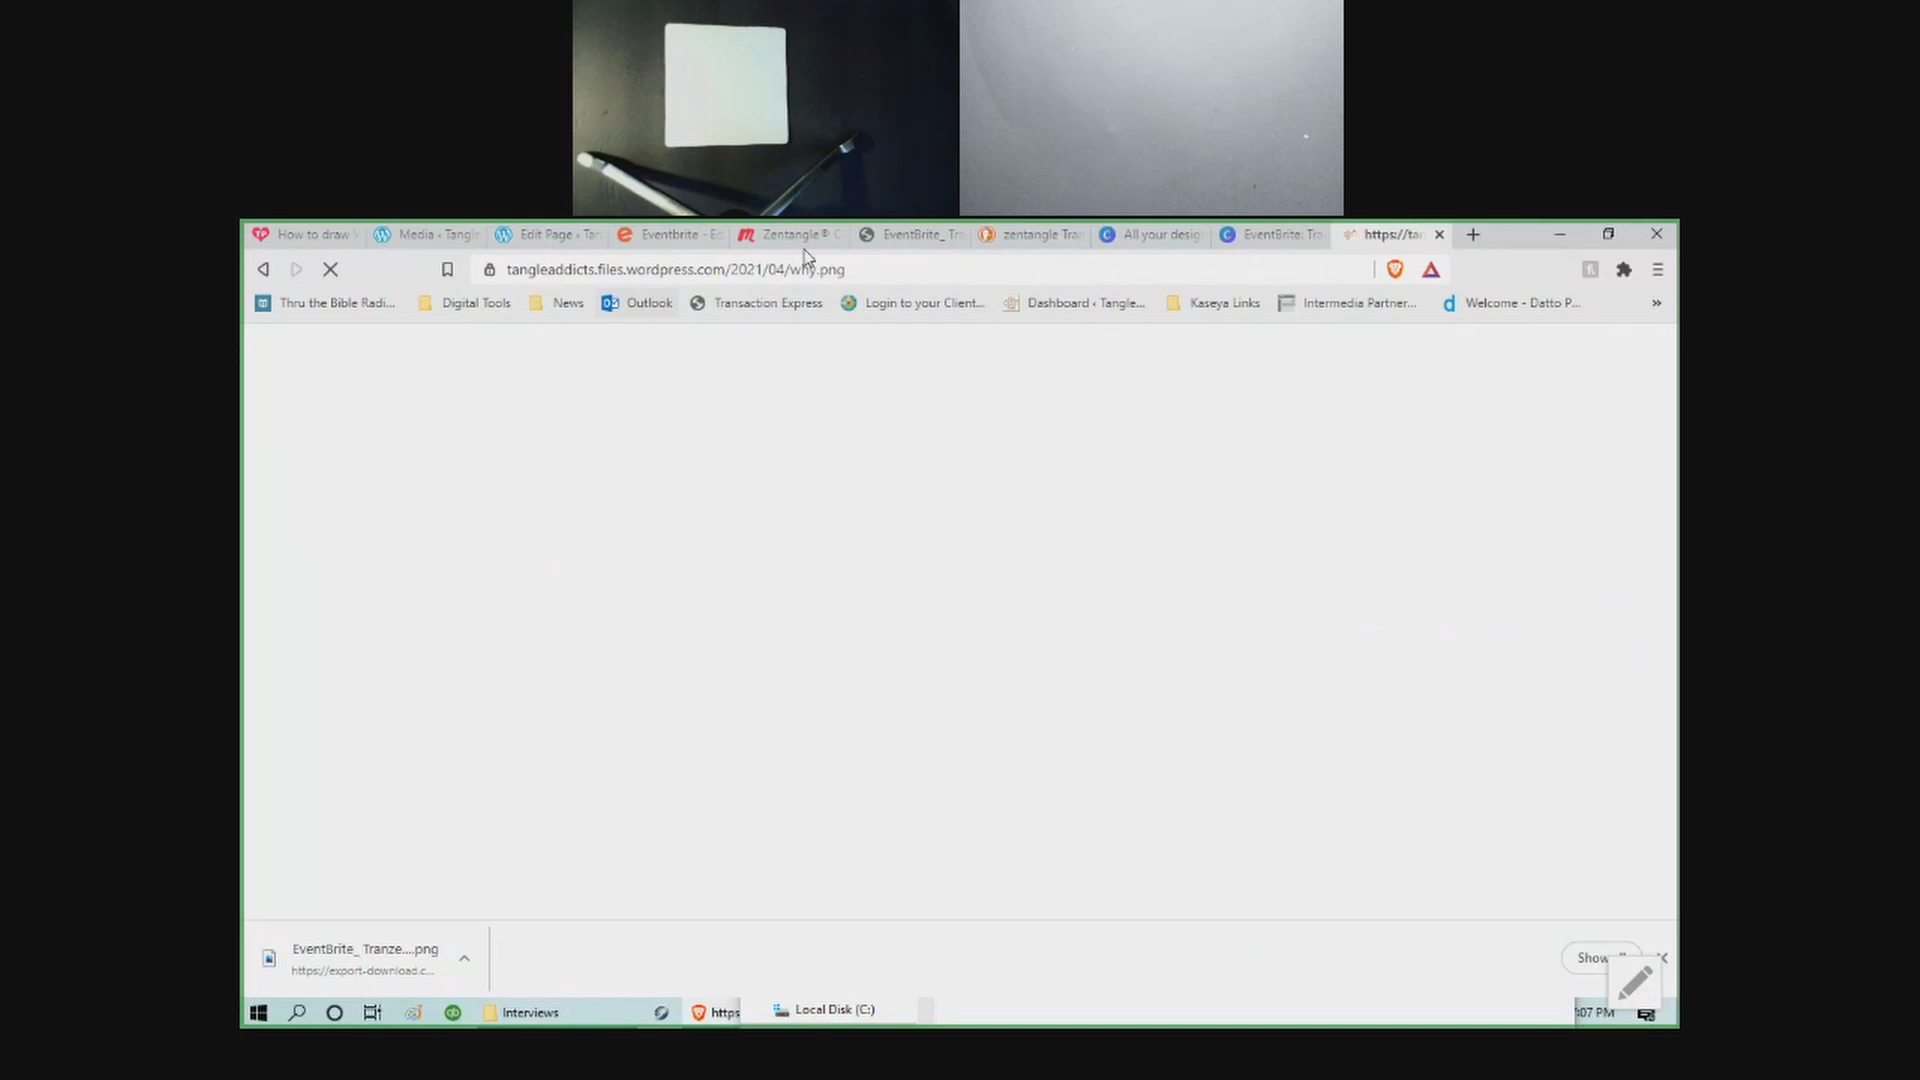 How to draw
Media ‹ Tangle
Edit Page ‹ Tan
Eventbrite - Ed
Zentangle® C
EventBrite_ Tra
zentangle Tran
All your desig
EventBrite: Tra
https://tan
tangleaddicts.files.wordpress.com/2021/04/why.png
Thru the Bible Radi...
Digital Tools
News
Outlook
Transaction Express
Login to your Client...
Dashboard ‹ Tangle...
Kaseya Links
Intermedia Partner...
Welcome - Datto P...
EventBrite_ Tranze....png
https://export-download.c...
Show
Interviews
https
Local Disk (C:)
:07 PM